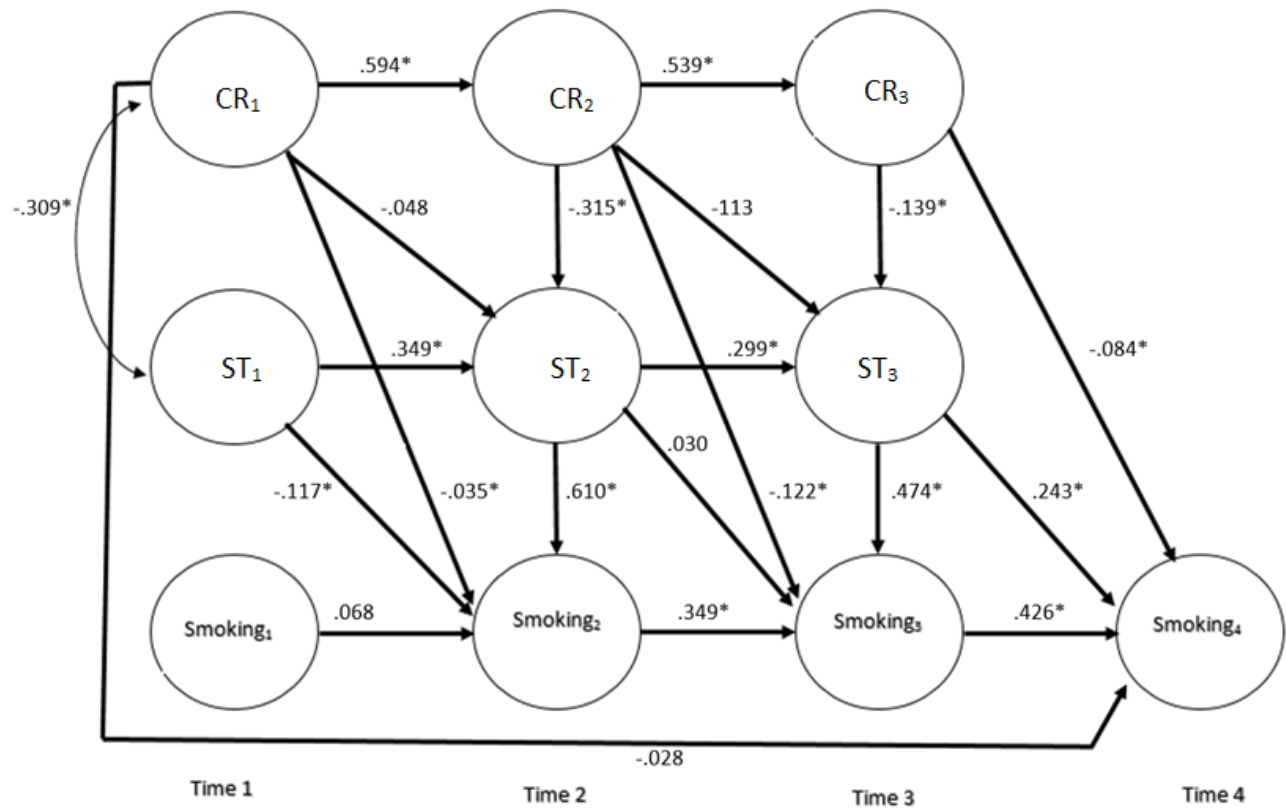 CR₁ .594* CR₂ .539* CR₃
-.309* -.048 -.315* -113 -.139*
ST₁ .349* ST₂ .299* ST₃ -.084*
-.117* -.035* .610* .030 -.122* .474* .243*
Smoking₁ .068 Smoking₂ .349* Smoking₃ .426* Smoking₄
-.028
Time 1 Time 2 Time 3 Time 4